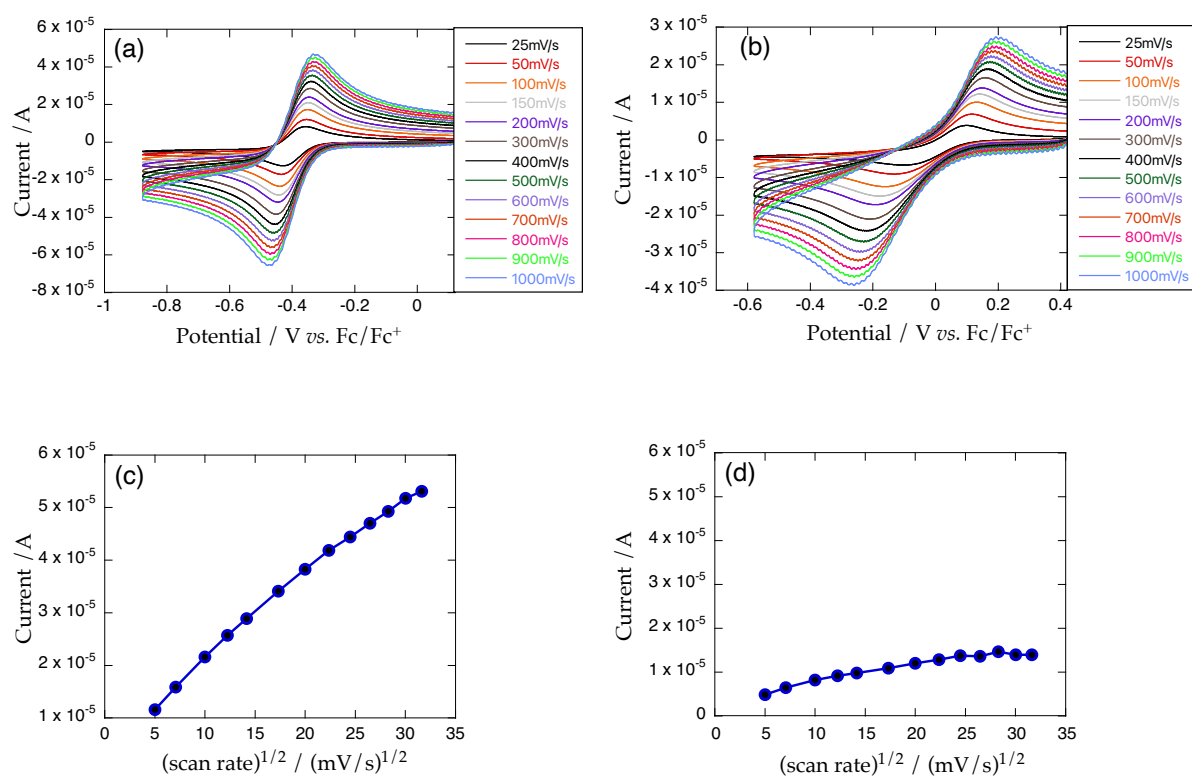 (a)
6 x 10⁻⁵
4 x 10⁻⁵
2 x 10⁻⁵
0
-2 x 10⁻⁵
-4 x 10⁻⁵
-6 x 10⁻⁵
-8 x 10⁻⁵
Current /A
-1
-0.8
-0.6
-0.4
-0.2
0
Potential / V vs. Fc/Fc⁺
25mV/s
50mV/s
100mV/s
150mV/s
200mV/s
300mV/s
400mV/s
500mV/s
600mV/s
700mV/s
800mV/s
900mV/s
1000mV/s
(b)
3 x 10⁻⁵
2 x 10⁻⁵
1 x 10⁻⁵
0
-1 x 10⁻⁵
-2 x 10⁻⁵
-3 x 10⁻⁵
-4 x 10⁻⁵
Current /A
-0.6
-0.4
-0.2
0
0.2
0.4
Potential / V vs. Fc/Fc⁺
25mV/s
50mV/s
100mV/s
150mV/s
200mV/s
300mV/s
400mV/s
500mV/s
600mV/s
700mV/s
800mV/s
900mV/s
1000mV/s
(c)
6 x 10⁻⁵
5 x 10⁻⁵
4 x 10⁻⁵
3 x 10⁻⁵
2 x 10⁻⁵
1 x 10⁻⁵
Current /A
0
5
10
15
20
25
30
35
(scan rate)¹ᐟ² / (mV/s)¹ᐟ²
(d)
6 x 10⁻⁵
5 x 10⁻⁵
4 x 10⁻⁵
3 x 10⁻⁵
2 x 10⁻⁵
1 x 10⁻⁵
0
Current /A
0
5
10
15
20
25
30
35
(scan rate)¹ᐟ² / (mV/s)¹ᐟ²